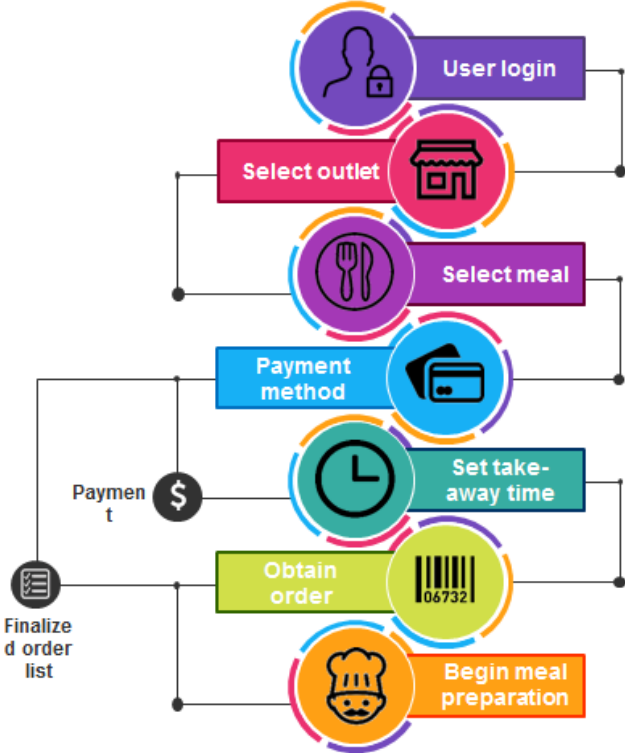 User login
Select outlet
Select meal
Payment
method
Paymen
t
Set take-
away time
Obtain
order
06732
Finalize
d order
list
Begin meal
preparation